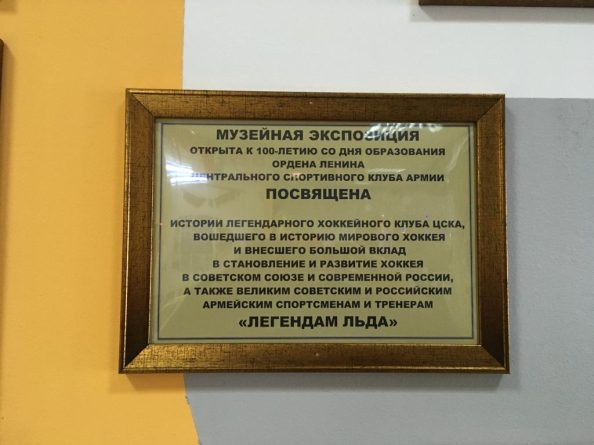 МУЗЕЙНАЯ ЭКСПОЗИЦИЯ
ОТКРЫТА К 100-ЛЕТИЮ СО ДНЯ ОБРАЗОВАНИЯ
ОРДЕНА ЛЕНИНА
ЦЕНТРАЛЬНОГО СПОРТИВНОГО КЛУБА АРМИИ
ПОСВЯЩЕНА
ИСТОРИИ ЛЕГЕНДАРНОГО ХОККЕЙНОГО КЛУБА ЦСКА,
ВОШЕДШЕГО В ИСТОРИЮ МИРОВОГО ХОККЕЯ
И ВНЕСШЕГО БОЛЬШОЙ ВКЛАД
В СТАНОВЛЕНИЕ И РАЗВИТИЕ ХОККЕЯ
В СОВЕТСКОМ СОЮЗЕ И СОВРЕМЕННОЙ РОССИИ,
А ТАКЖЕ ВЕЛИКИМ СОВЕТСКИМ И РОССИЙСКИМ
АРМЕЙСКИМ СПОРТСМЕНАМ И ТРЕНЕРАМ
«ЛЕГЕНДАМ ЛЬДА»